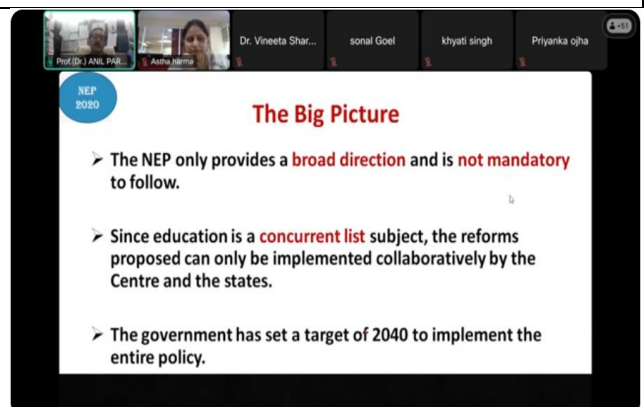 +51
Prof.(Dr.) ANIL PAR...
Astha harma
Dr. Vineeta Shar...
sonal Goel
khyati singh
Priyanka ojha
NEP
2020
The Big Picture
➢ The NEP only provides a broad direction and is not mandatory
to follow.
➢ Since education is a concurrent list subject, the reforms
proposed can only be implemented collaboratively by the
Centre and the states.
➢ The government has set a target of 2040 to implement the
entire policy.